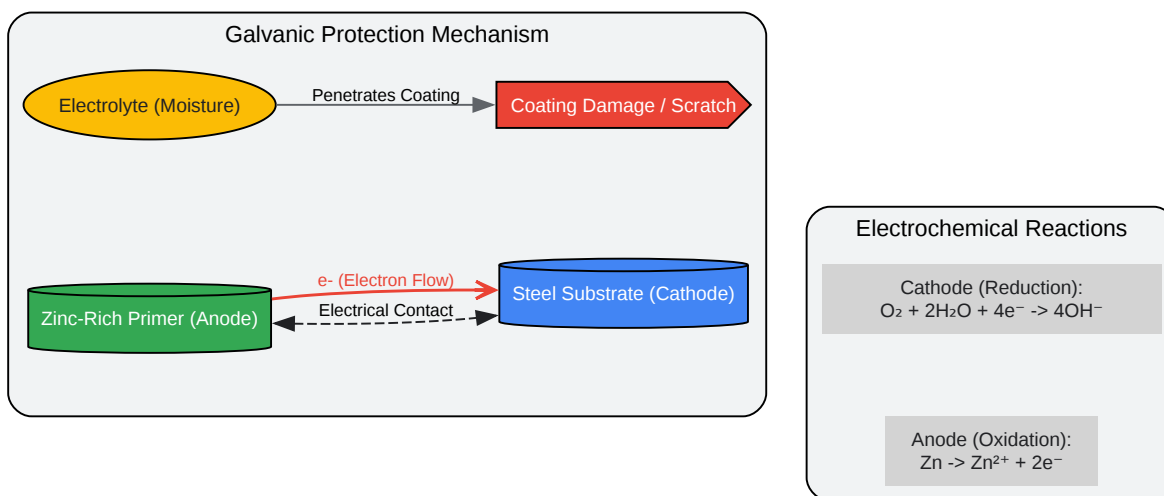 Galvanic Protection Mechanism
Electrolyte (Moisture)
Penetrates Coating
Coating Damage / Scratch
e- (Electron Flow)
Steel Substrate (Cathode)
Zinc-Rich Primer (Anode)
Electrical Contact
Electrochemical Reactions
Cathode (Reduction):
O₂ + 2H₂O + 4e⁻ -> 4OH⁻
Anode (Oxidation):
Zn -> Zn²⁺ + 2e⁻